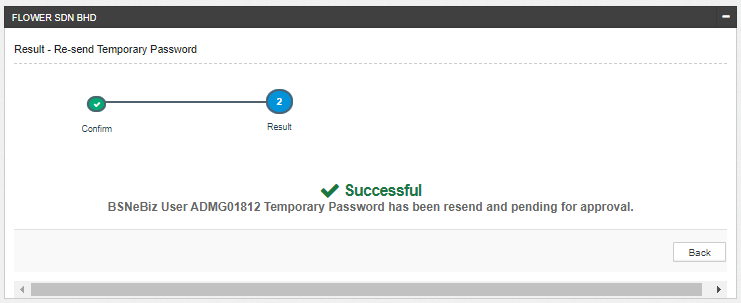 FLOWER SDN BHD
Result - Re-send Temporary Password
2
Confirm
Result
Successful
BSNeBiz User ADMG01812 Temporary Password has been resend and pending for approval.
Back